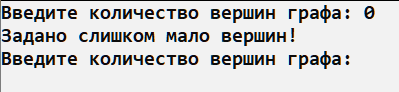 Введите количество вершин графа: 0
Задано слишком мало вершин!
Введите количество вершин графа: